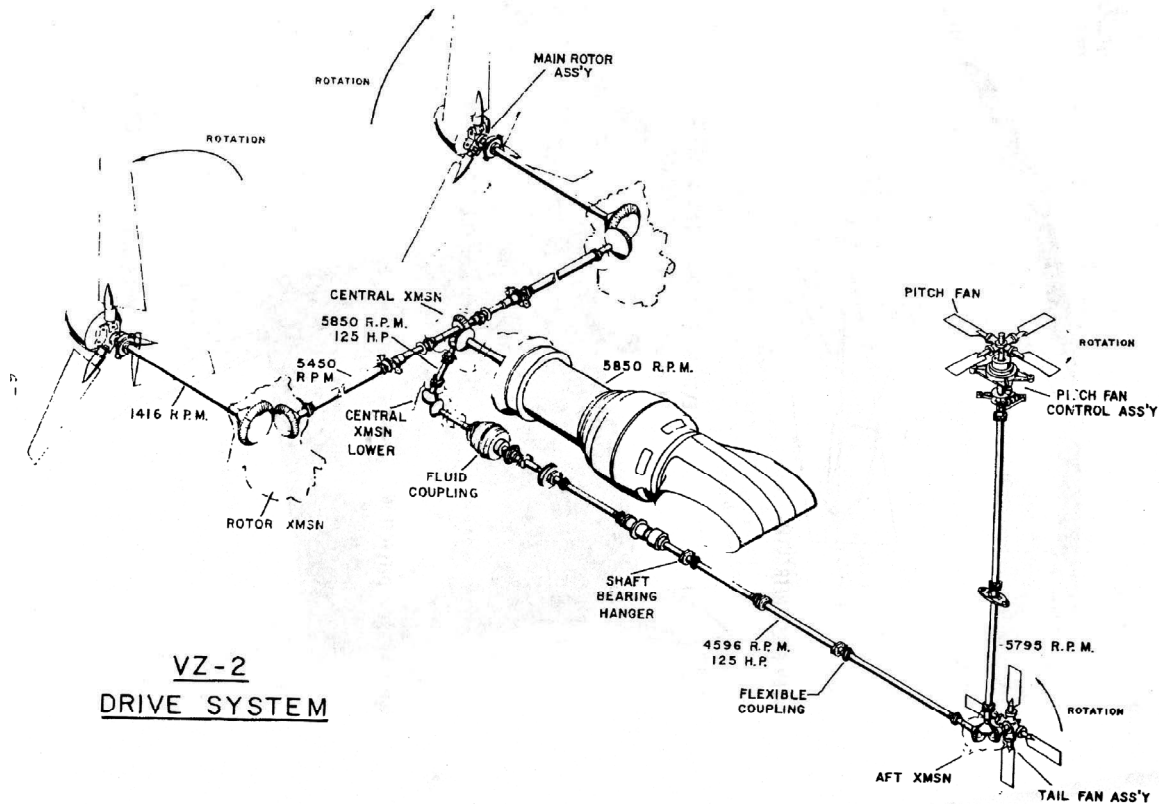 MAIN ROTOR
ASS'Y
ROTATION
ROTATION
CENTRAL XMSN
5850 R.P.M.
125 H.P.
PITCH FAN
ROTATION
5850 R.P.M.
5450
R P M
PITCH FAN
CONTROL ASS'Y
1416 R.P.M.
CENTRAL
XMSN
LOWER
FLUID
COUPLING
ROTOR XMSN
SHAFT
BEARING
HANGER
4596 R.P.M.
125 H.P.
5795 R.P.M.
VZ-2
DRIVE SYSTEM
FLEXIBLE
COUPLING
ROTATION
AFT XMSN
TAIL FAN ASS'Y